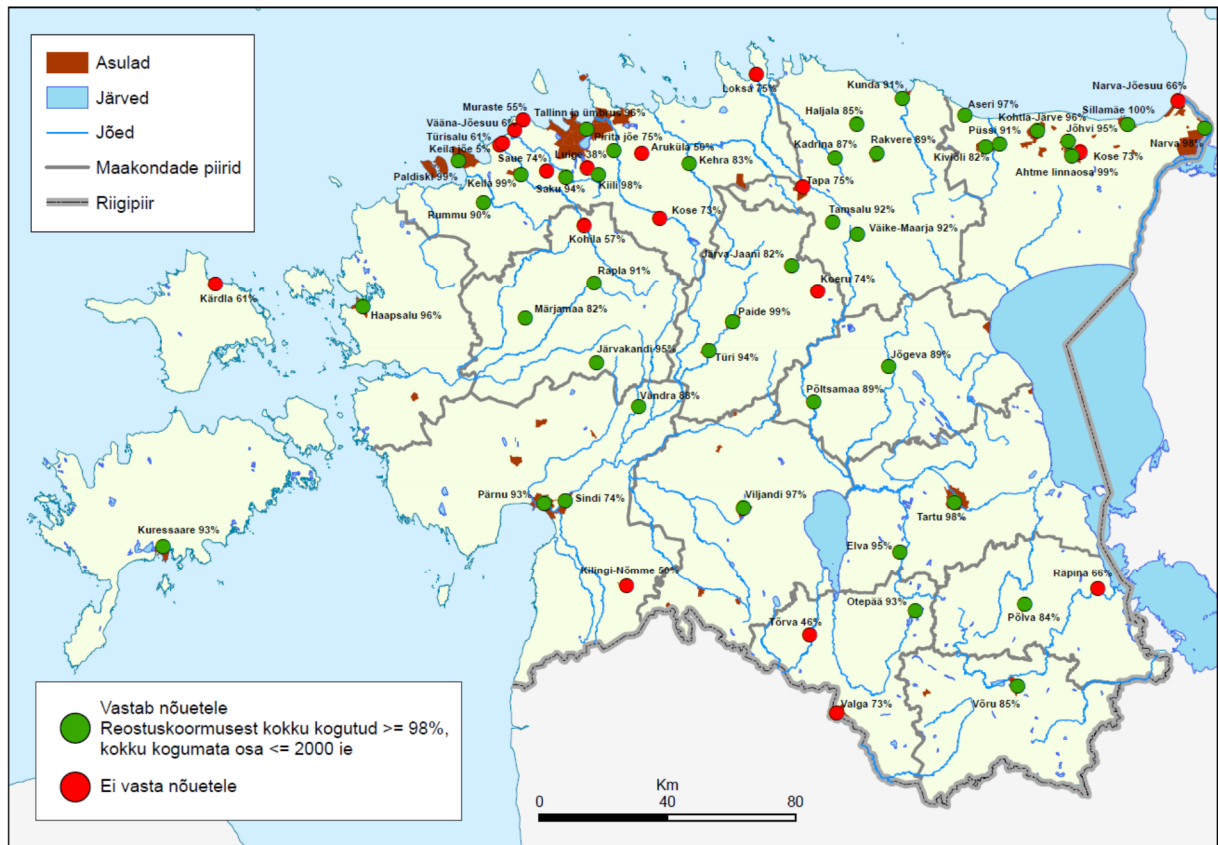 Asulad
Järved
Jõed
Maakondade piirid
Riigipiir
Loksa 75%
Kunda 91%
Narva-Jõesuu 66%
Muraste 55%
Tallinn ja ümbrus 96%
Haljala 85%
Aseri 97%
Sillamäe 100%
Vääna-Jõesuu 6%
Pirita jõe 75%
Kohtla-Järve 96%
Türisalu 61%
Aruküla 50%
Rakvere 89%
Püssi 91%
Jõhvi 95%
Narva 98%
Keila jõe 5%
Saue 74%
Luige 38%
Kehra 83%
Kadrina 87%
Kiviõli 82%
Kose 73%
Paldiski 99%
Keila 99%
Saku 94%
Kiili 98%
Tapa 75%
Ahtme linnaosa 99%
Rummu 90%
Kose 73%
Tamsalu 92%
Väike-Maarja 92%
Kohila 57%
Järva-Jaani 82%
Rapla 91%
Koeru 74%
Kärdla 61%
Haapsalu 96%
Märjamaa 82%
Paide 99%
Järvakandi 95%
Türi 94%
Jõgeva 89%
Põltsamaa 89%
Vändra 88%
Pärnu 93%
Sindi 74%
Viljandi 97%
Tartu 98%
Kuressaare 93%
Elva 95%
Kilingi-Nõmme 50%
Räpina 66%
Otepää 93%
Põlva 84%
Tõrva 46%
Valga 73%
Võru 85%
Vastab nõuetele
Reostuskoormusest kokku kogutud >= 98%,
kokku kogumata osa <= 2000 ie
Ei vasta nõuetele
Km
0 40 80